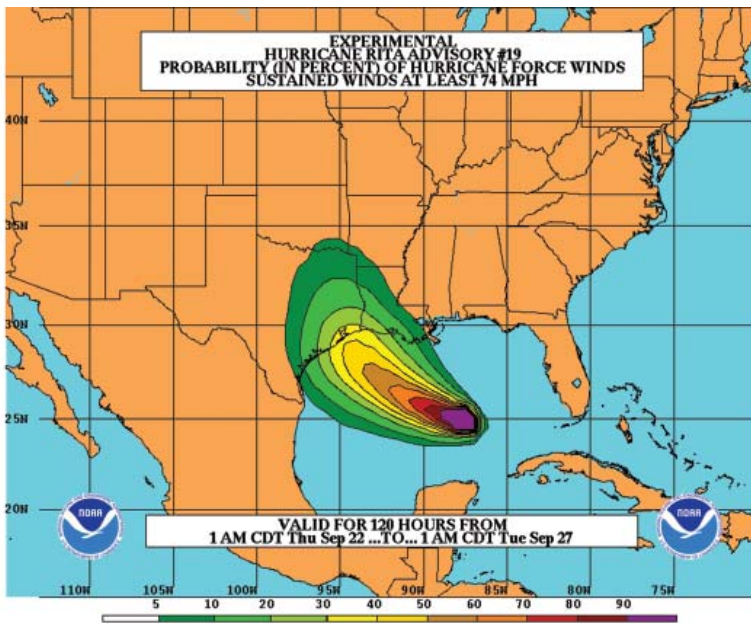 EXPERIMENTAL
HURRICANE RITA ADVISORY #19
PROBABILITY (IN PERCENT) OF HURRICANE FORCE WINDS
SUSTAINED WINDS AT LEAST 74 MPH
40N
35N
30N
25N
20N
NOAA
NOAA
VALID FOR 120 HOURS FROM
1 AM CDT Thu Sep 22 ...TO... 1 AM CDT Tue Sep 27
110W 105W 100W 95W 90W 84W 80W 75W
5 10 20 30 40 50 60 70 80 90